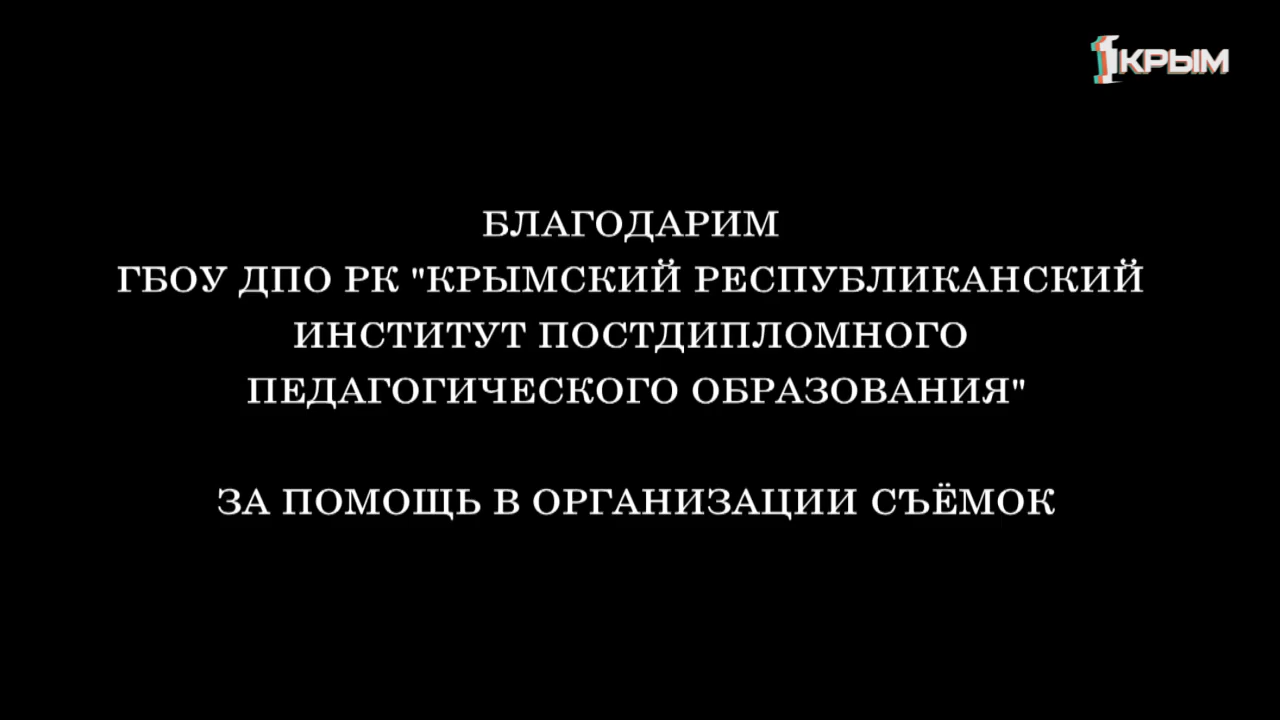 1КРЫМ
БЛАГОДАРИМ
ГБОУ ДПО РК "КРЫМСКИЙ РЕСПУБЛИКАНСКИЙ
ИНСТИТУТ ПОСТДИПЛОМНОГО
ПЕДАГОГИЧЕСКОГО ОБРАЗОВАНИЯ"
ЗА ПОМОЩЬ В ОРГАНИЗАЦИИ СЪЁМОК